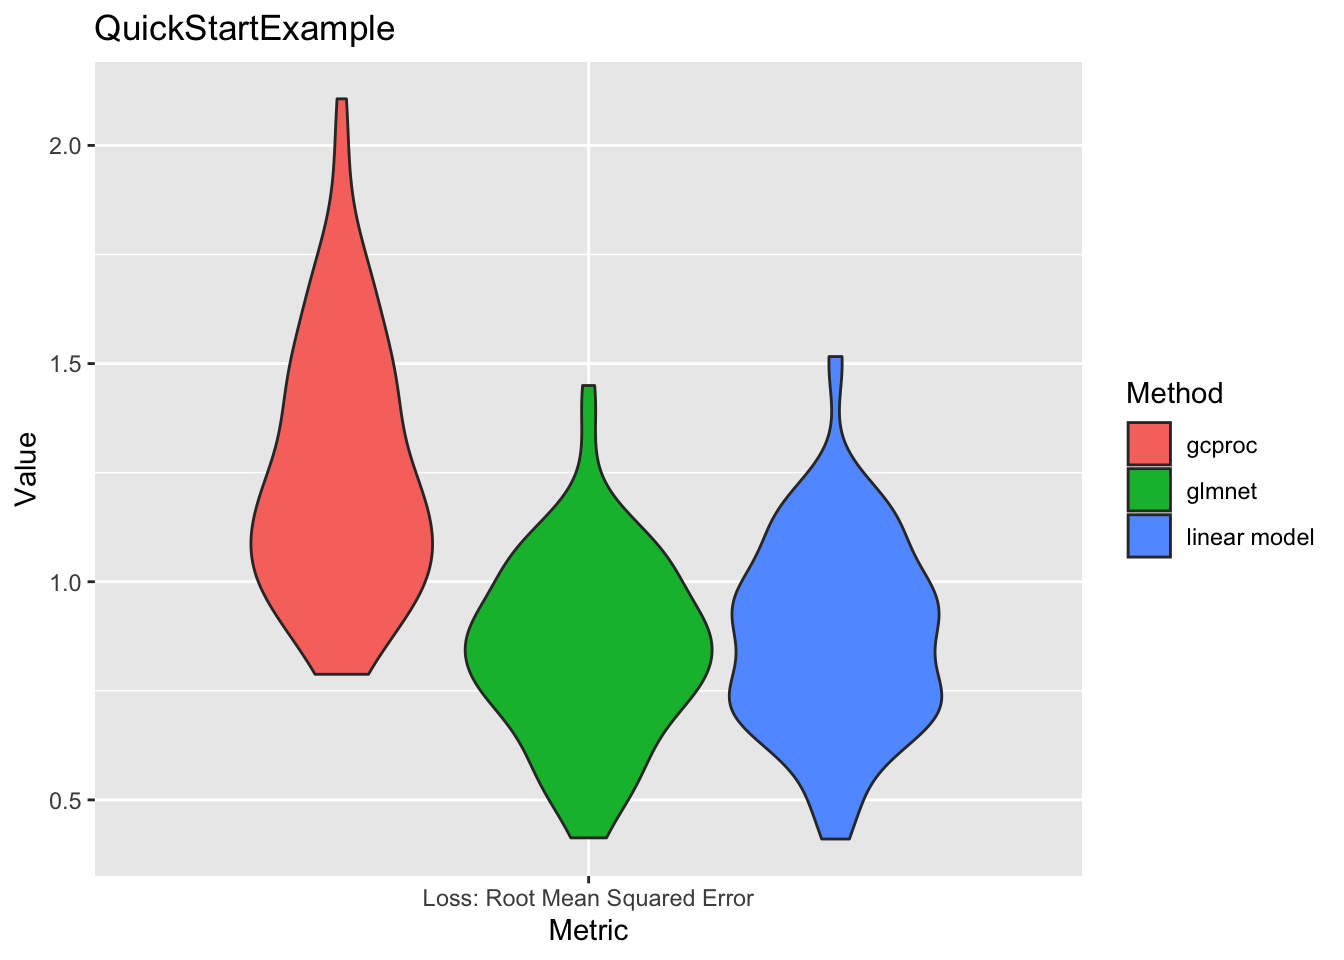 QuickStartExample
Value
2.0
1.5
1.0
0.5
Loss: Root Mean Squared Error
Metric
Method
gcproc
glmnet
linear model